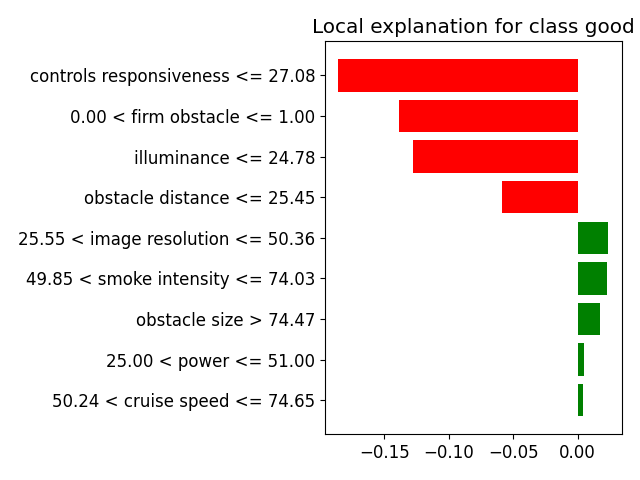 Local explanation for class good
controls responsiveness <= 27.08
0.00 < firm obstacle <= 1.00
illuminance <= 24.78
obstacle distance <= 25.45
25.55 < image resolution <= 50.36
49.85 < smoke intensity <= 74.03
obstacle size > 74.47
25.00 < power <= 51.00
50.24 < cruise speed <= 74.65
−0.15 −0.10 −0.05 0.00